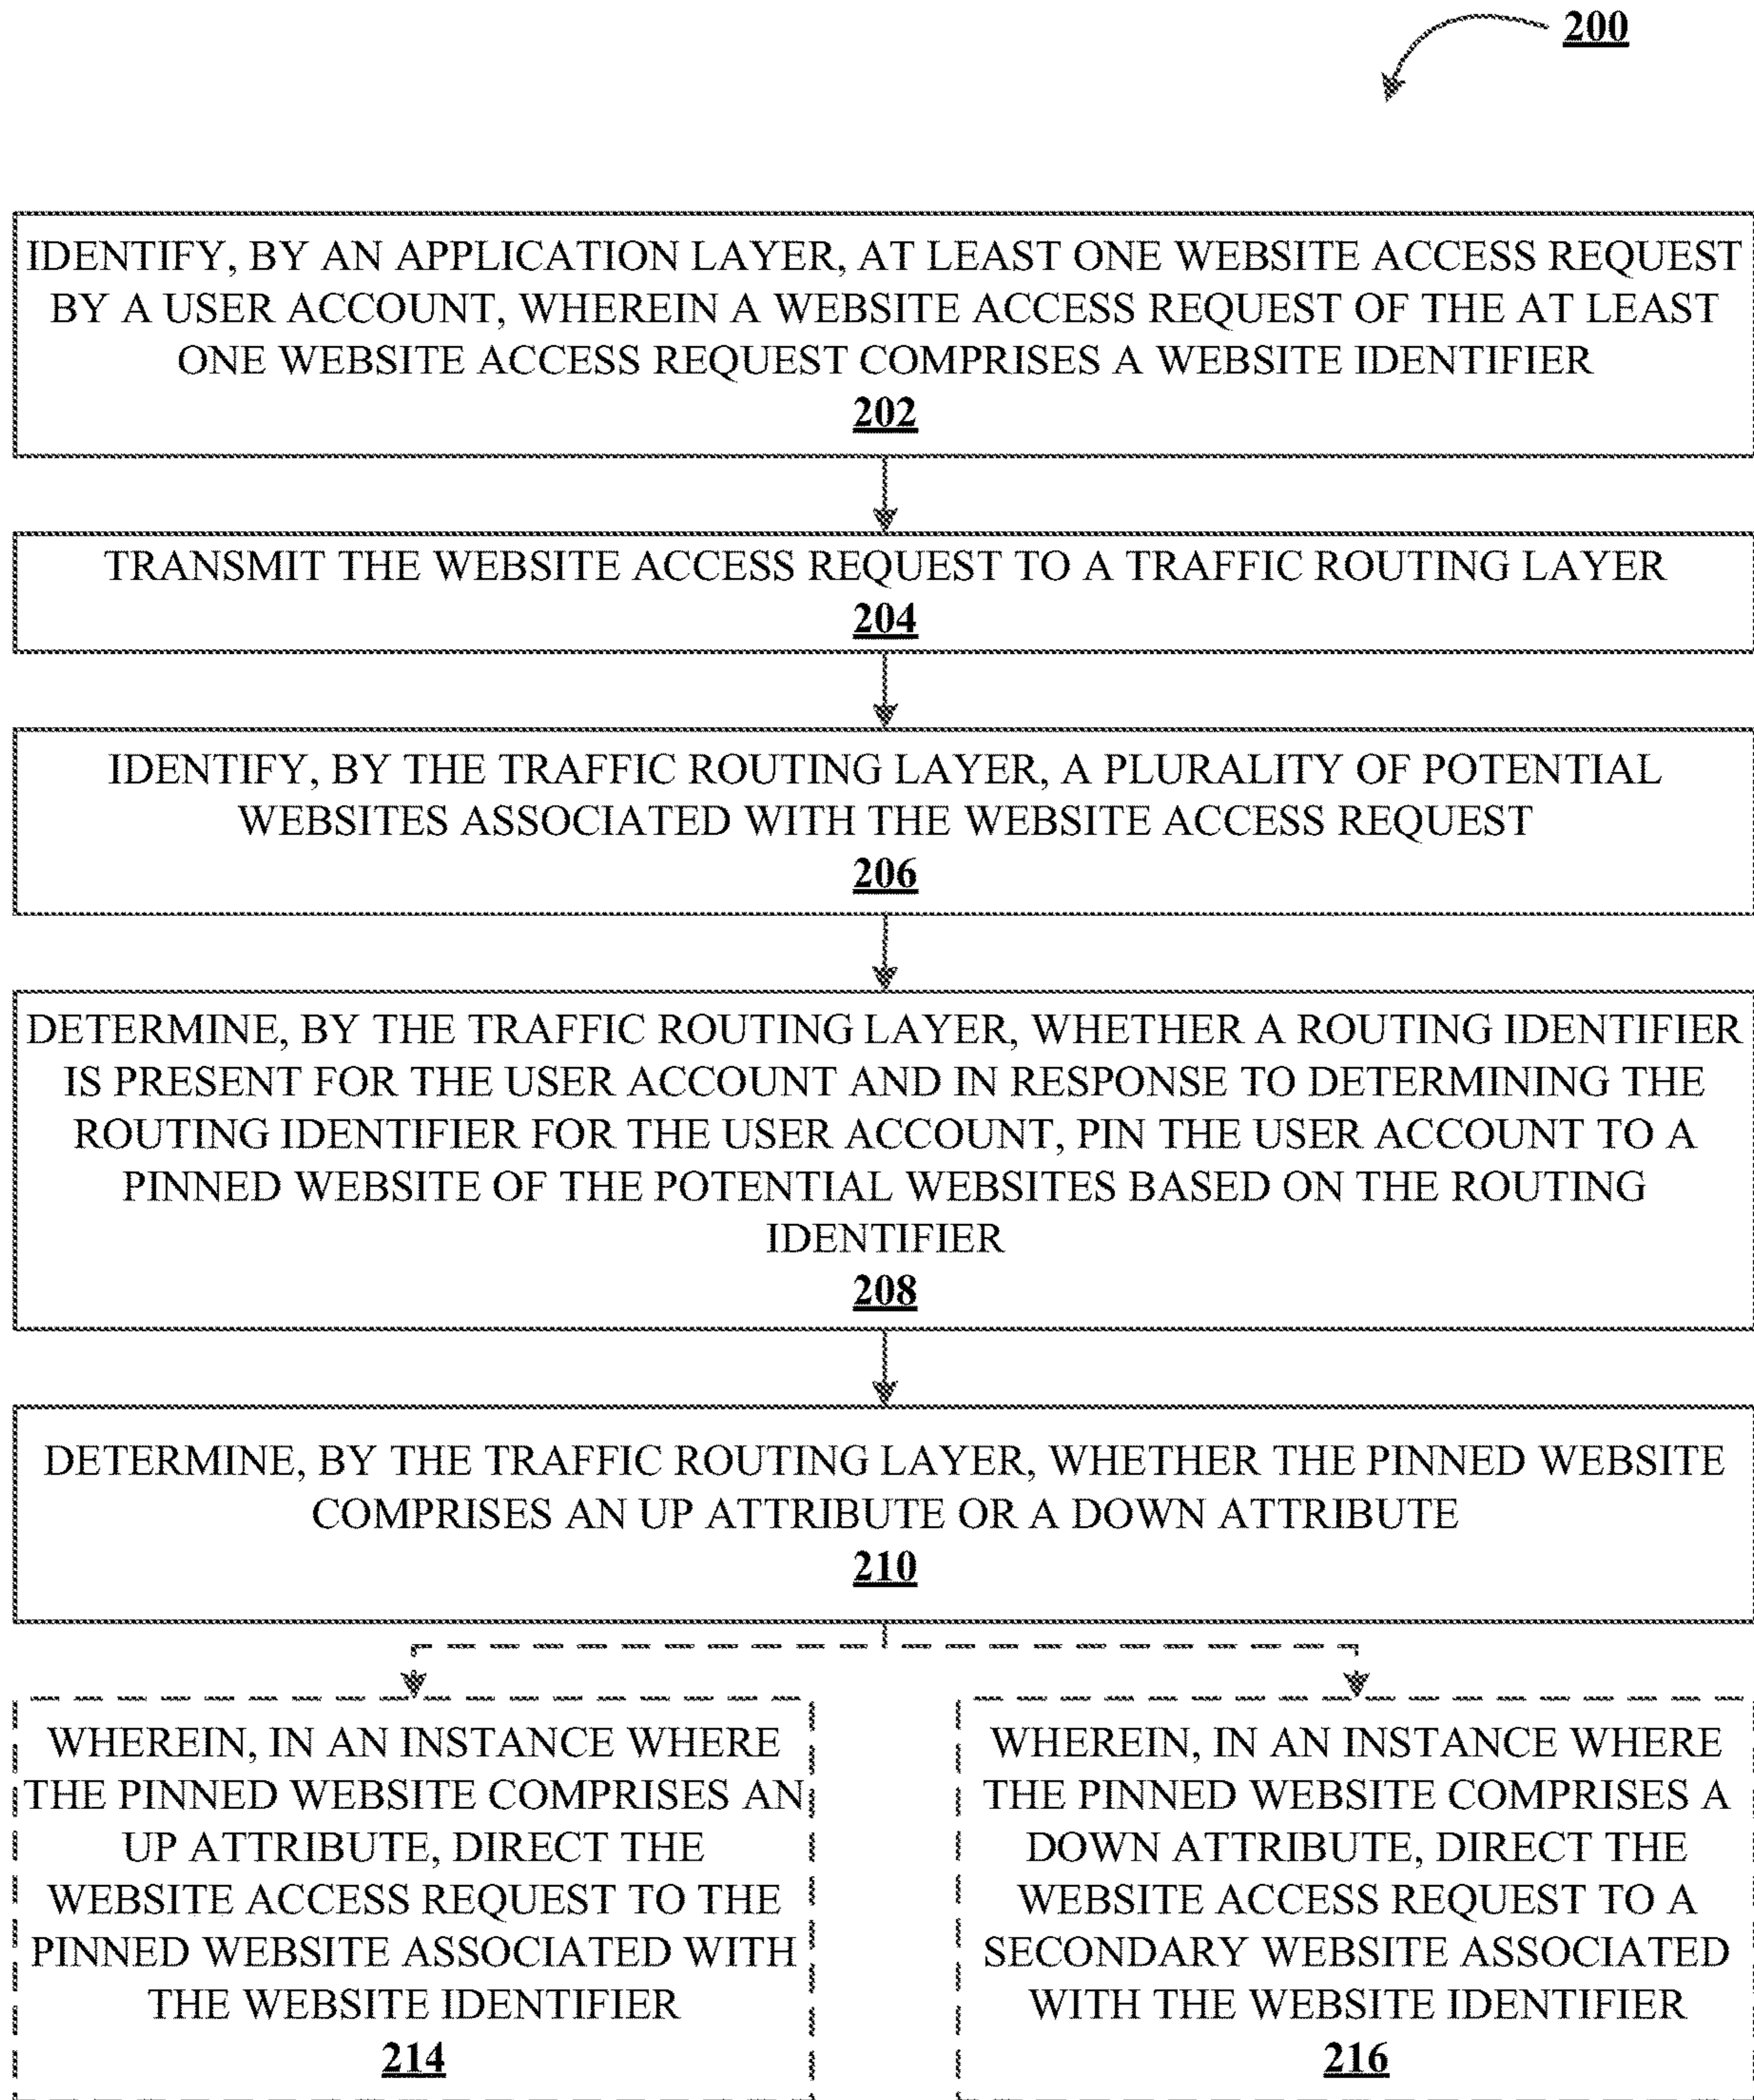 200
IDENTIFY, BY AN APPLICATION LAYER, AT LEAST ONE WEBSITE ACCESS REQUEST
BY A USER ACCOUNT, WHEREIN A WEBSITE ACCESS REQUEST OF THE AT LEAST
ONE WEBSITE ACCESS REQUEST COMPRISES A WEBSITE IDENTIFIER
202
TRANSMIT THE WEBSITE ACCESS REQUEST TO A TRAFFIC ROUTING LAYER
204
IDENTIFY, BY THE TRAFFIC ROUTING LAYER, A PLURALITY OF POTENTIAL
WEBSITES ASSOCIATED WITH THE WEBSITE ACCESS REQUEST
206
DETERMINE, BY THE TRAFFIC ROUTING LAYER, WHETHER A ROUTING IDENTIFIER
IS PRESENT FOR THE USER ACCOUNT AND IN RESPONSE TO DETERMINING THE
ROUTING IDENTIFIER FOR THE USER ACCOUNT, PIN THE USER ACCOUNT TO A
PINNED WEBSITE OF THE POTENTIAL WEBSITES BASED ON THE ROUTING
IDENTIFIER
208
DETERMINE, BY THE TRAFFIC ROUTING LAYER, WHETHER THE PINNED WEBSITE
COMPRISES AN UP ATTRIBUTE OR A DOWN ATTRIBUTE
210
WHEREIN, IN AN INSTANCE WHERE
THE PINNED WEBSITE COMPRISES AN
UP ATTRIBUTE, DIRECT THE
WEBSITE ACCESS REQUEST TO THE
PINNED WEBSITE ASSOCIATED WITH
THE WEBSITE IDENTIFIER
214
WHEREIN, IN AN INSTANCE WHERE
THE PINNED WEBSITE COMPRISES A
DOWN ATTRIBUTE, DIRECT THE
WEBSITE ACCESS REQUEST TO A
SECONDARY WEBSITE ASSOCIATED
WITH THE WEBSITE IDENTIFIER
216